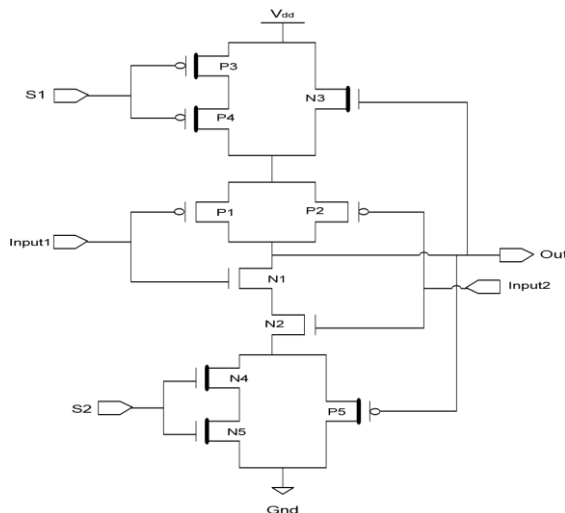 Vdd
P3
S1
N3
P4
P1
P2
Input1
Out
N1
Input2
N2
N4
S2
P5
N5
Gnd